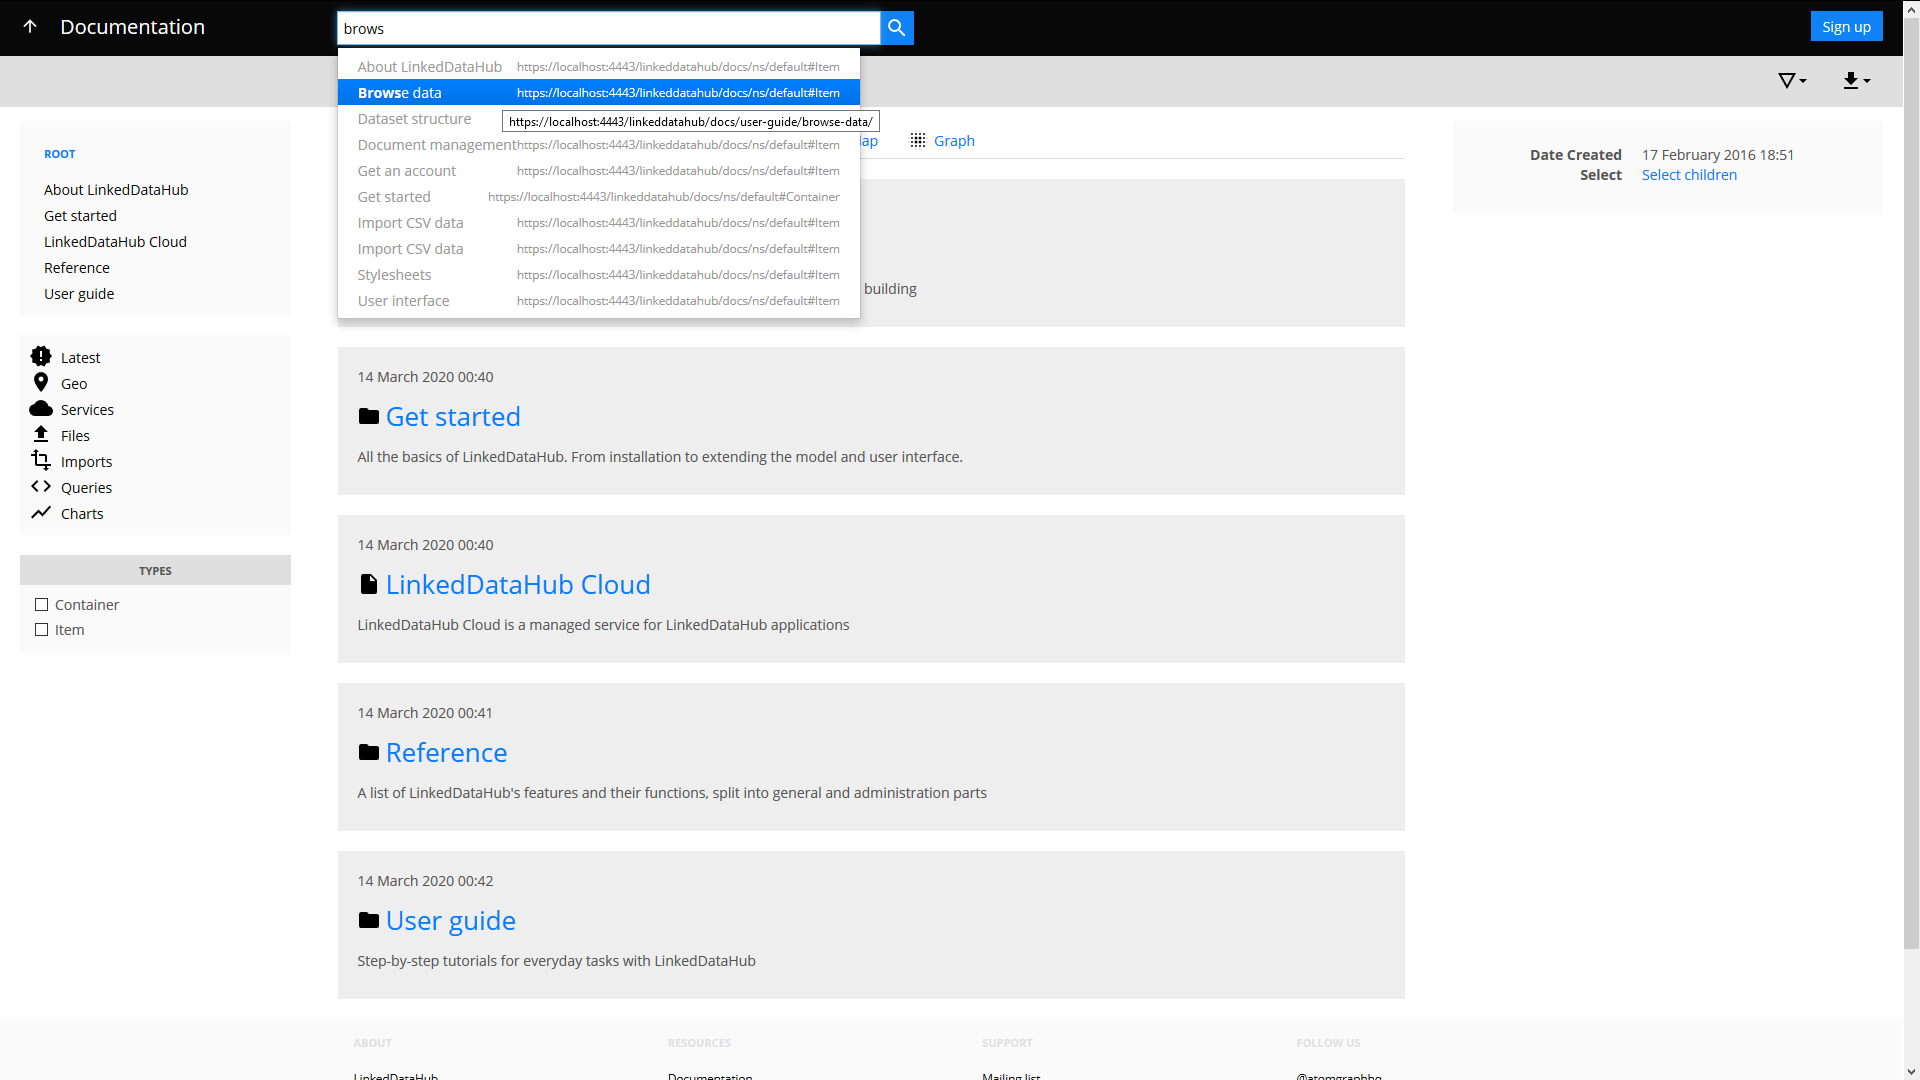 Documentation
brows
Sign up
About LinkedDataHub https://localhost:4443/linkeddatahub/docs/ns/default#Item
Browse data https://localhost:4443/linkeddatahub/docs/ns/default#Item
Dataset structure
https://localhost:4443/linkeddatahub/docs/user-guide/browse-data/
Document management https://localhost:4443/linkeddatahub/docs/ns/default#Item
Get an account https://localhost:4443/linkeddatahub/docs/ns/default#Item
Get started https://localhost:4443/linkeddatahub/docs/ns/default#Container
Import CSV data https://localhost:4443/linkeddatahub/docs/ns/default#Item
Import CSV data https://localhost:4443/linkeddatahub/docs/ns/default#Item
Stylesheets https://localhost:4443/linkeddatahub/docs/ns/default#Item
User interface https://localhost:4443/linkeddatahub/docs/ns/default#Item
ROOT
About LinkedDataHub
Get started
LinkedDataHub Cloud
Reference
User guide
Latest
Geo
Services
Files
Imports
Queries
Charts
TYPES
Container
Item
ap
Graph
building
14 March 2020 00:40
Get started
All the basics of LinkedDataHub. From installation to extending the model and user interface.
14 March 2020 00:40
LinkedDataHub Cloud
LinkedDataHub Cloud is a managed service for LinkedDataHub applications
14 March 2020 00:41
Reference
A list of LinkedDataHub's features and their functions, split into general and administration parts
14 March 2020 00:42
User guide
Step-by-step tutorials for everyday tasks with LinkedDataHub
Date Created 17 February 2016 18:51
Select Select children
ABOUT
LinkedDataHub
RESOURCES
Documentation
SUPPORT
Mailing list
FOLLOW US
@atomgraphhq